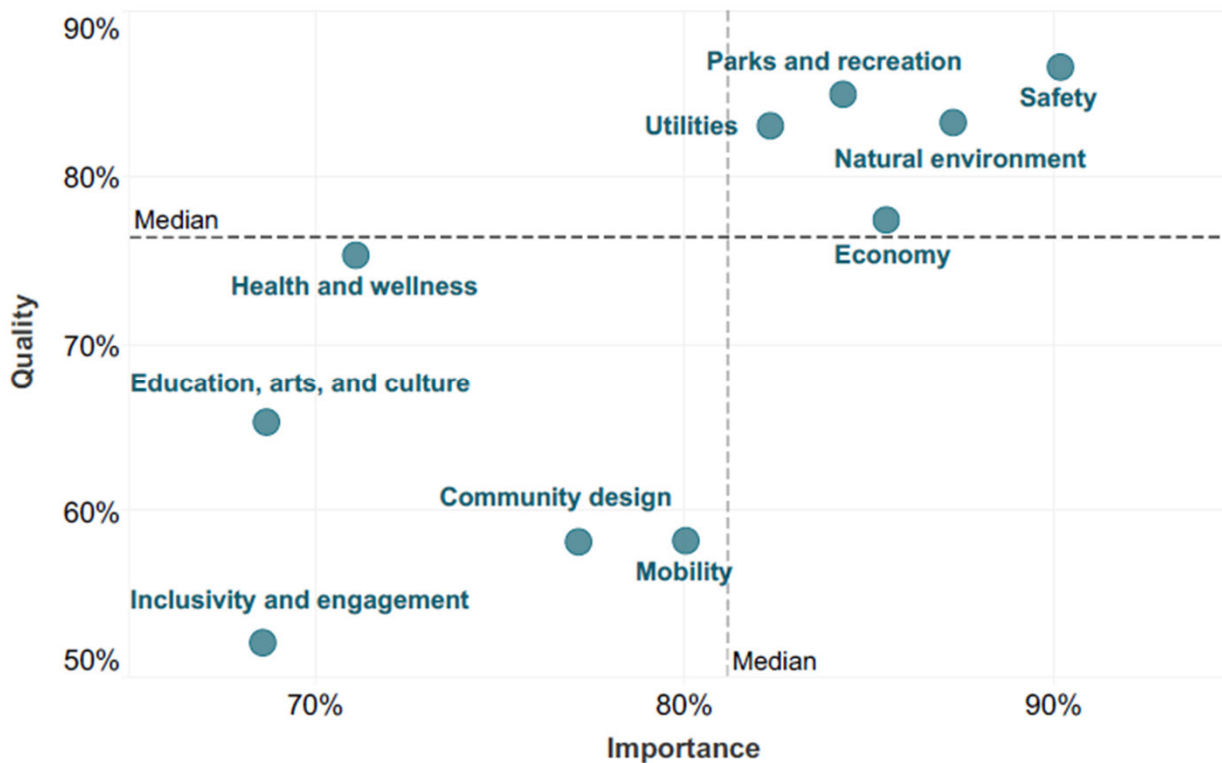 90%
Parks and recreation
Safety
Utilities
Natural environment
80%
Median
Economy
Health and wellness
70%
Quality
Education, arts, and culture
Community design
60%
Mobility
Inclusivity and engagement
50%
Median
70%
80%
90%
Importance